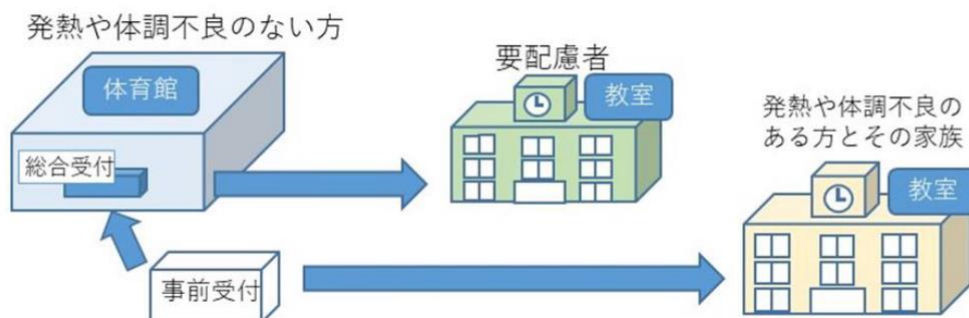 発熱や体調不良のない方
体育館
総合受付
事前受付
要配慮者
教室
発熱や体調不良の
ある方とその家族
教室